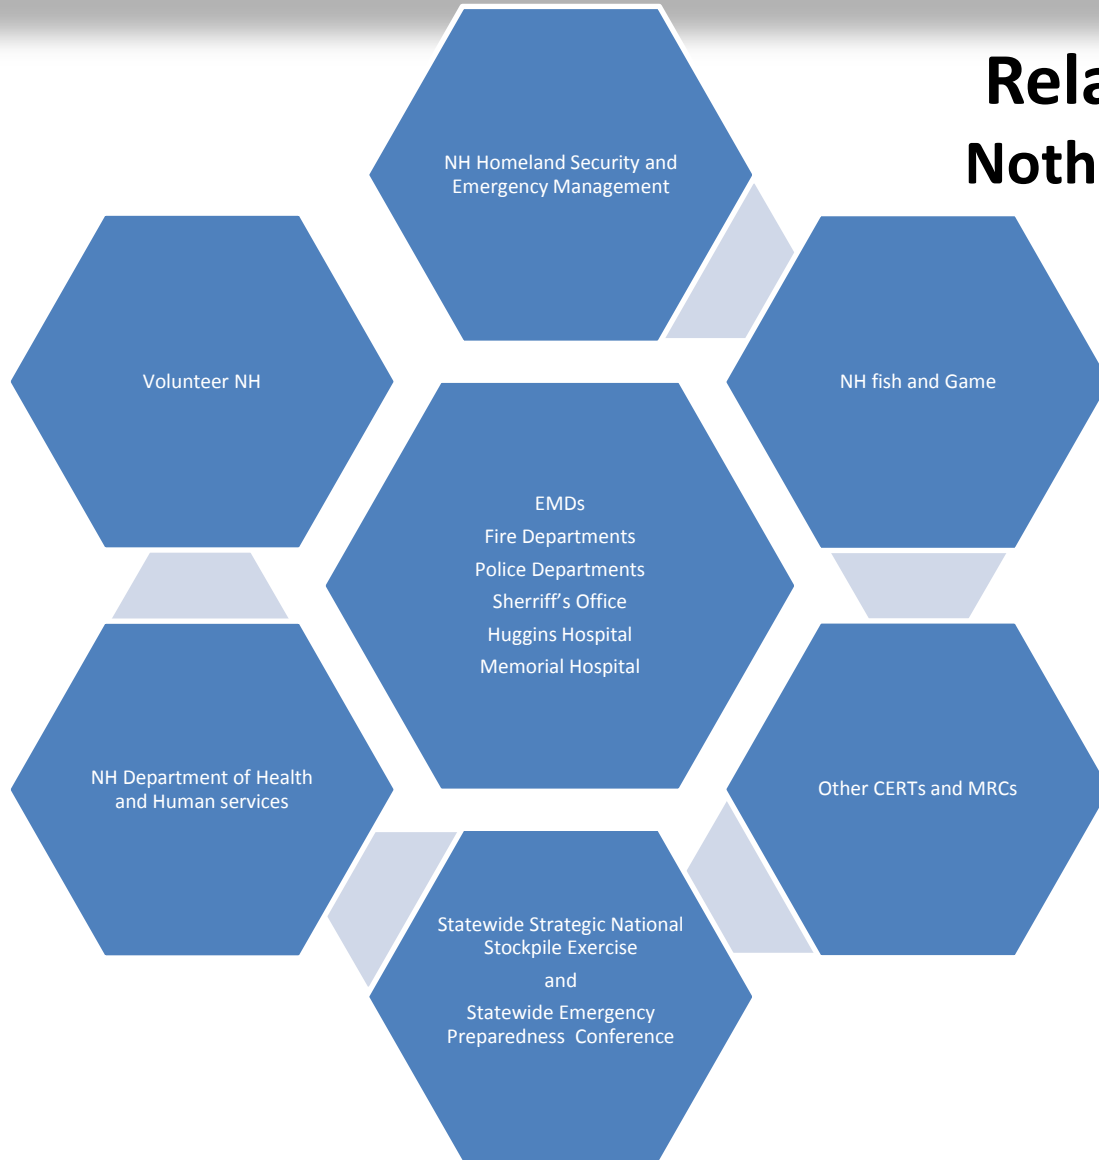 Rela
Noth
NH Homeland Security and
Emergency Management
Volunteer NH
NH fish and Game
EMDs
Fire Departments
Police Departments
Sherriff’s Office
Huggins Hospital
Memorial Hospital
NH Department of Health
and Human services
Other CERTs and MRCs
Statewide Strategic National
Stockpile Exercise
and
Statewide Emergency
Preparedness Conference